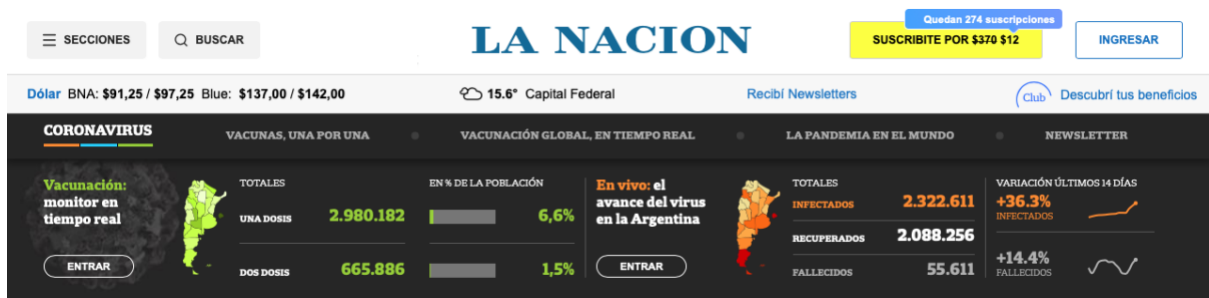 Quedan 274 suscripciones
SECCIONES
BUSCAR
LA NACION
SUSCRIBITE POR $370 $12
INGRESAR
Dólar BNA: $91,25 / $97,25 Blue: $137,00 / $142,00
15.6° Capital Federal
Recibí Newsletters
Club
Descubrí tus beneficios
CORONAVIRUS
VACUNAS, UNA POR UNA
VACUNACIÓN GLOBAL, EN TIEMPO REAL
LA PANDEMIA EN EL MUNDO
NEWSLETTER
Vacunación:
monitor en
tiempo real
ENTRAR
TOTALES
UNA DOSIS 2.980.182
DOS DOSIS 665.886
EN % DE LA POBLACIÓN
6,6%
1,5%
En vivo: el
avance del virus
en la Argentina
ENTRAR
TOTALES
INFECTADOS 2.322.611
RECUPERADOS 2.088.256
FALLECIDOS 55.611
VARIACIÓN ÚLTIMOS 14 DÍAS
+36.3%
INFECTADOS
+14.4%
FALLECIDOS